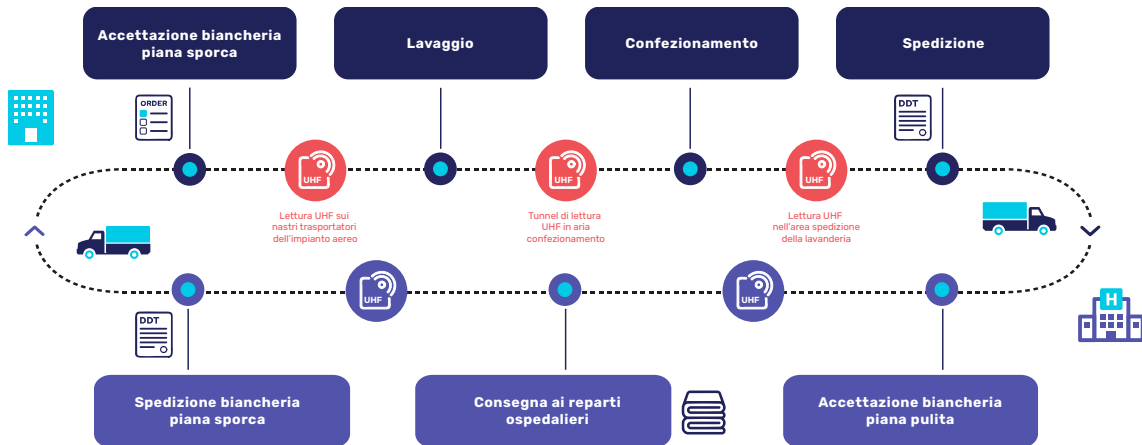 Accettazione biancheria
piana sporca
Lavaggio
Confezionamento
Spedizione
ORDER
DDT
UHF
UHF
UHF
Lettura UHF sui
nastri trasportatori
dell'impianto aereo
Tunnel di lettura
UHF in aria
confezionamento
Lettura UHF
nell'area spedizione
della lavanderia
UHF
UHF
H
DDT
Spedizione biancheria
piana sporca
Consegna ai reparti
ospedalieri
Accettazione biancheria
piana pulita